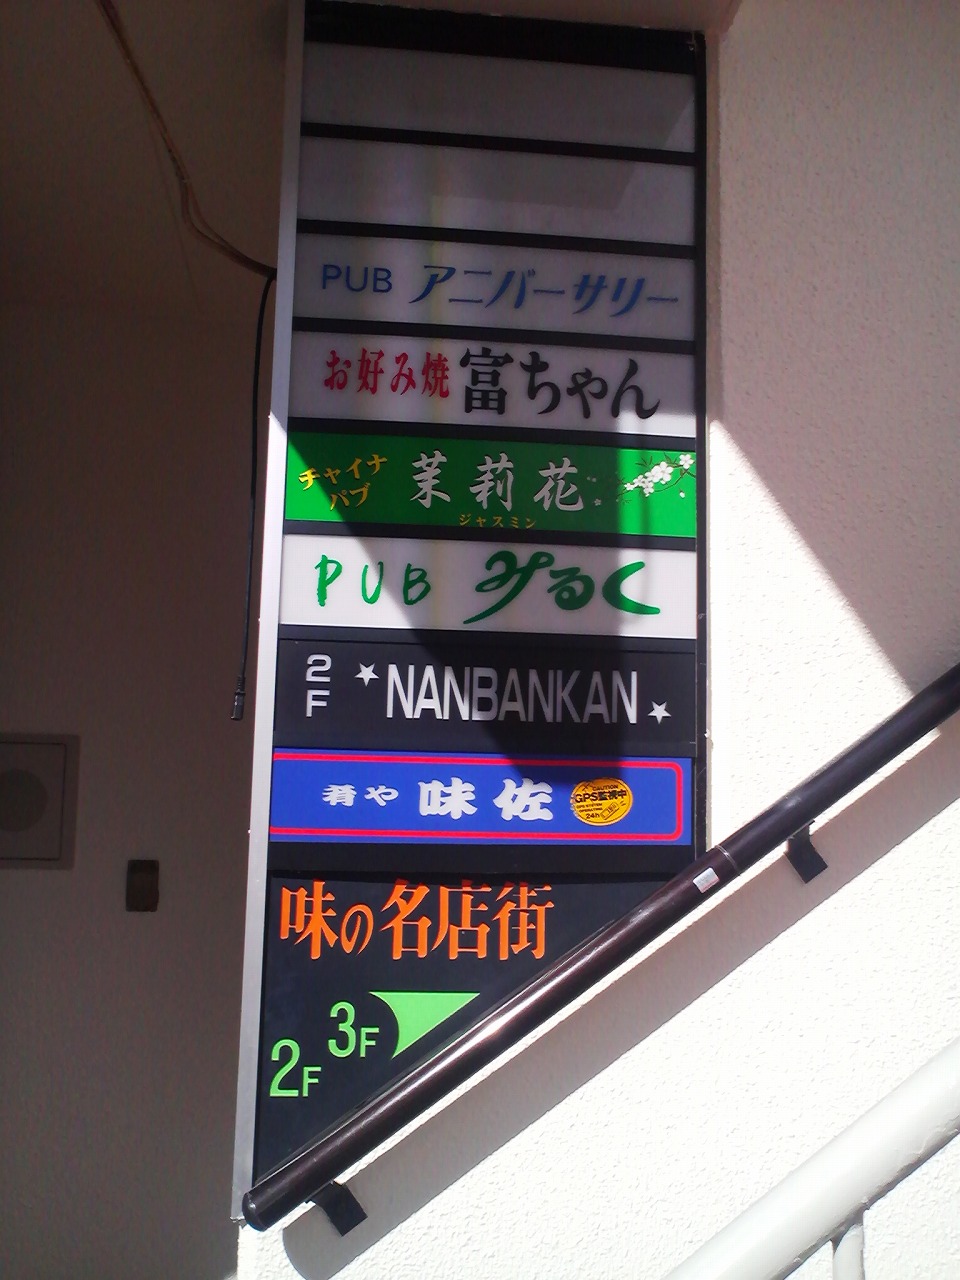 PUB アニバーサリー
お好み焼 富ちゃん
チャイナ
パブ
茉莉花
ジャスミン
PUB みるく
2F ★NANBANKAN★
肴や 味佐
CAUTION
GPS監視中
24h
味の名店街
3F
2F